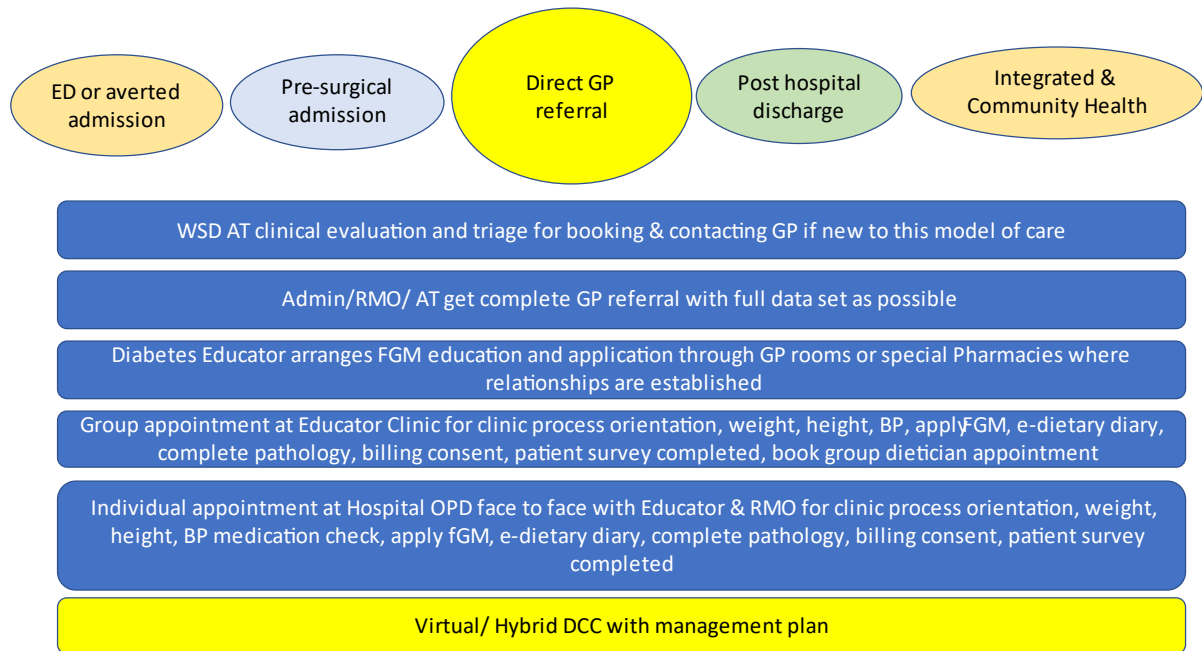 ED or averted
admission
Pre-surgical
admission
Direct GP
referral
Post hospital
discharge
Integrated &
Community Health
WSD AT clinical evaluation and triage for booking & contacting GP if new to this model of care
Admin/RMO/ AT get complete GP referral with full data set as possible
Diabetes Educator arranges FGM education and application through GP rooms or special Pharmacies where
relationships are established
Group appointment at Educator Clinic for clinic process orientation, weight, height, BP, apply FGM, e-dietary diary,
complete pathology, billing consent, patient survey completed, book group dietician appointment
Individual appointment at Hospital OPD face to face with Educator & RMO for clinic process orientation, weight,
height, BP medication check, apply fGM, e-dietary diary, complete pathology, billing consent, patient survey
completed
Virtual/ Hybrid DCC with management plan